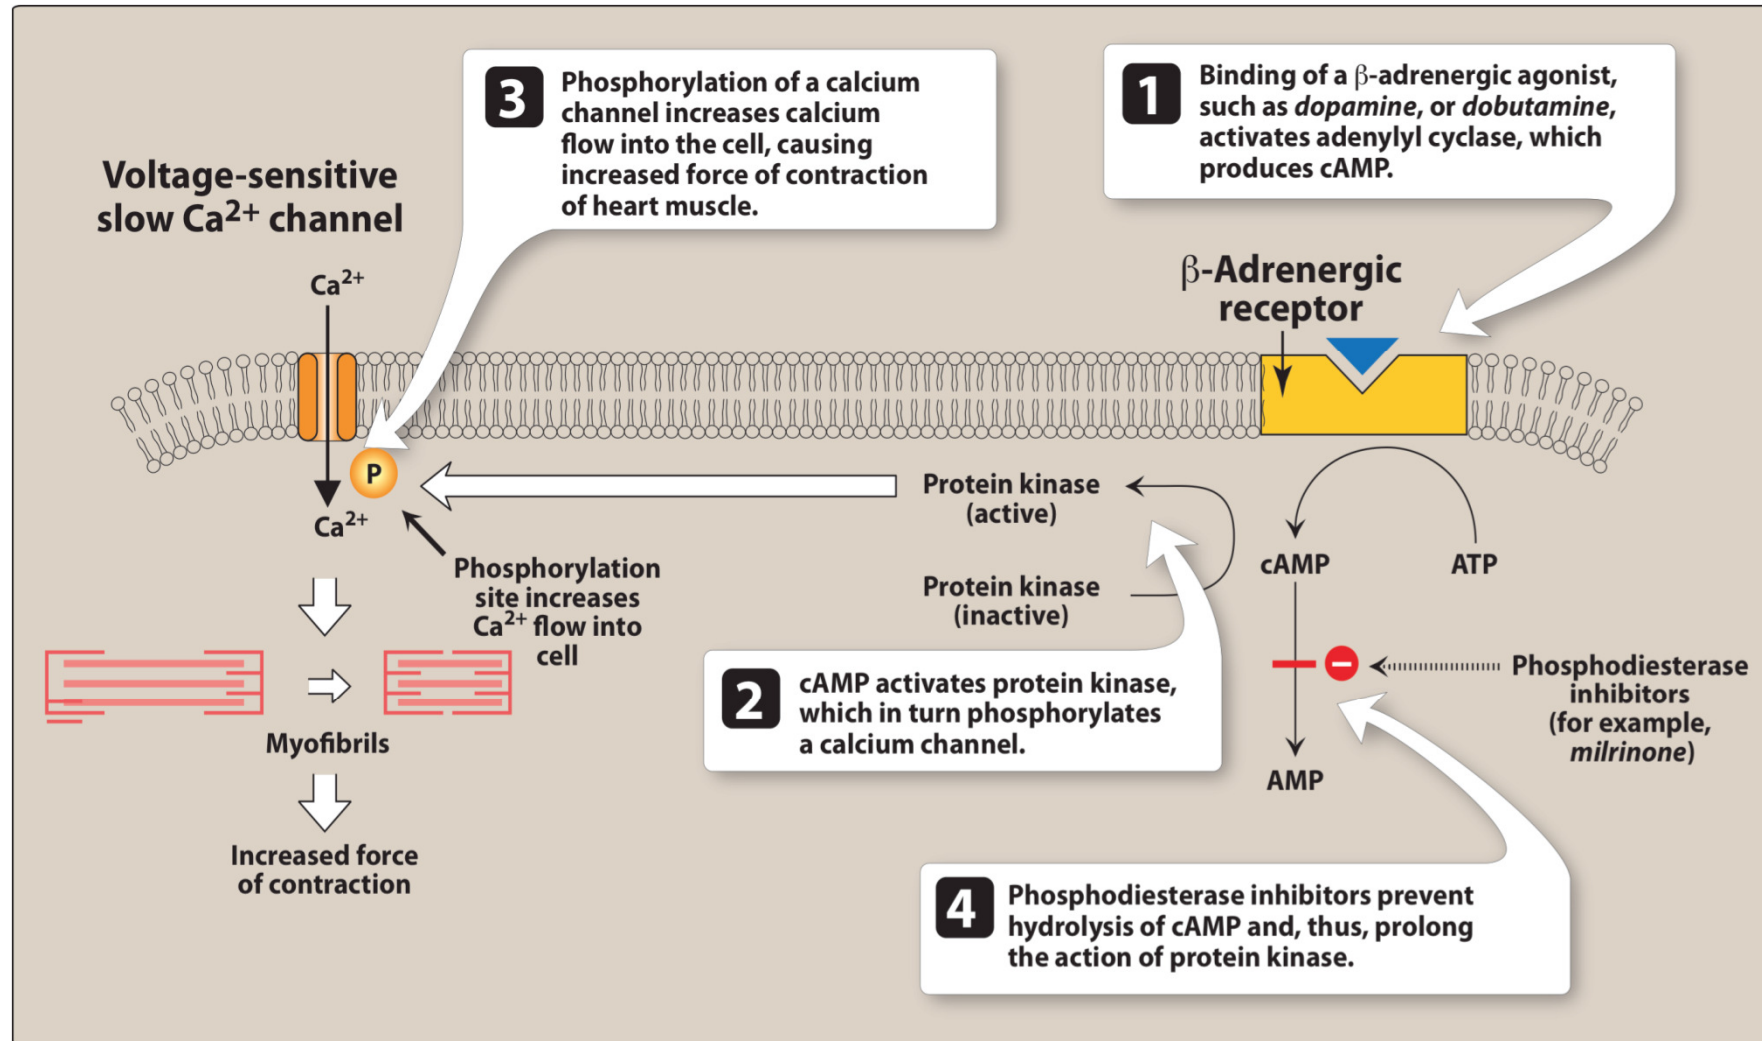 3
Phosphorylation of a calcium
channel increases calcium
flow into the cell, causing
increased force of contraction
of heart muscle.
1
Binding of a β-adrenergic agonist,
such as dopamine, or dobutamine,
activates adenylyl cyclase, which
produces cAMP.
Voltage-sensitive
slow Ca²⁺ channel
Ca²⁺
β-Adrenergic
receptor
P
Ca²⁺
Protein kinase
(active)
Phosphorylation
site increases
Ca²⁺ flow into
cell
Protein kinase
(inactive)
cAMP
ATP
2
cAMP activates protein kinase,
which in turn phosphorylates
a calcium channel.
Phosphodiesterase
inhibitors
(for example,
milrinone)
AMP
Myofibrils
Increased force
of contraction
4
Phosphodiesterase inhibitors prevent
hydrolysis of cAMP and, thus, prolong
the action of protein kinase.